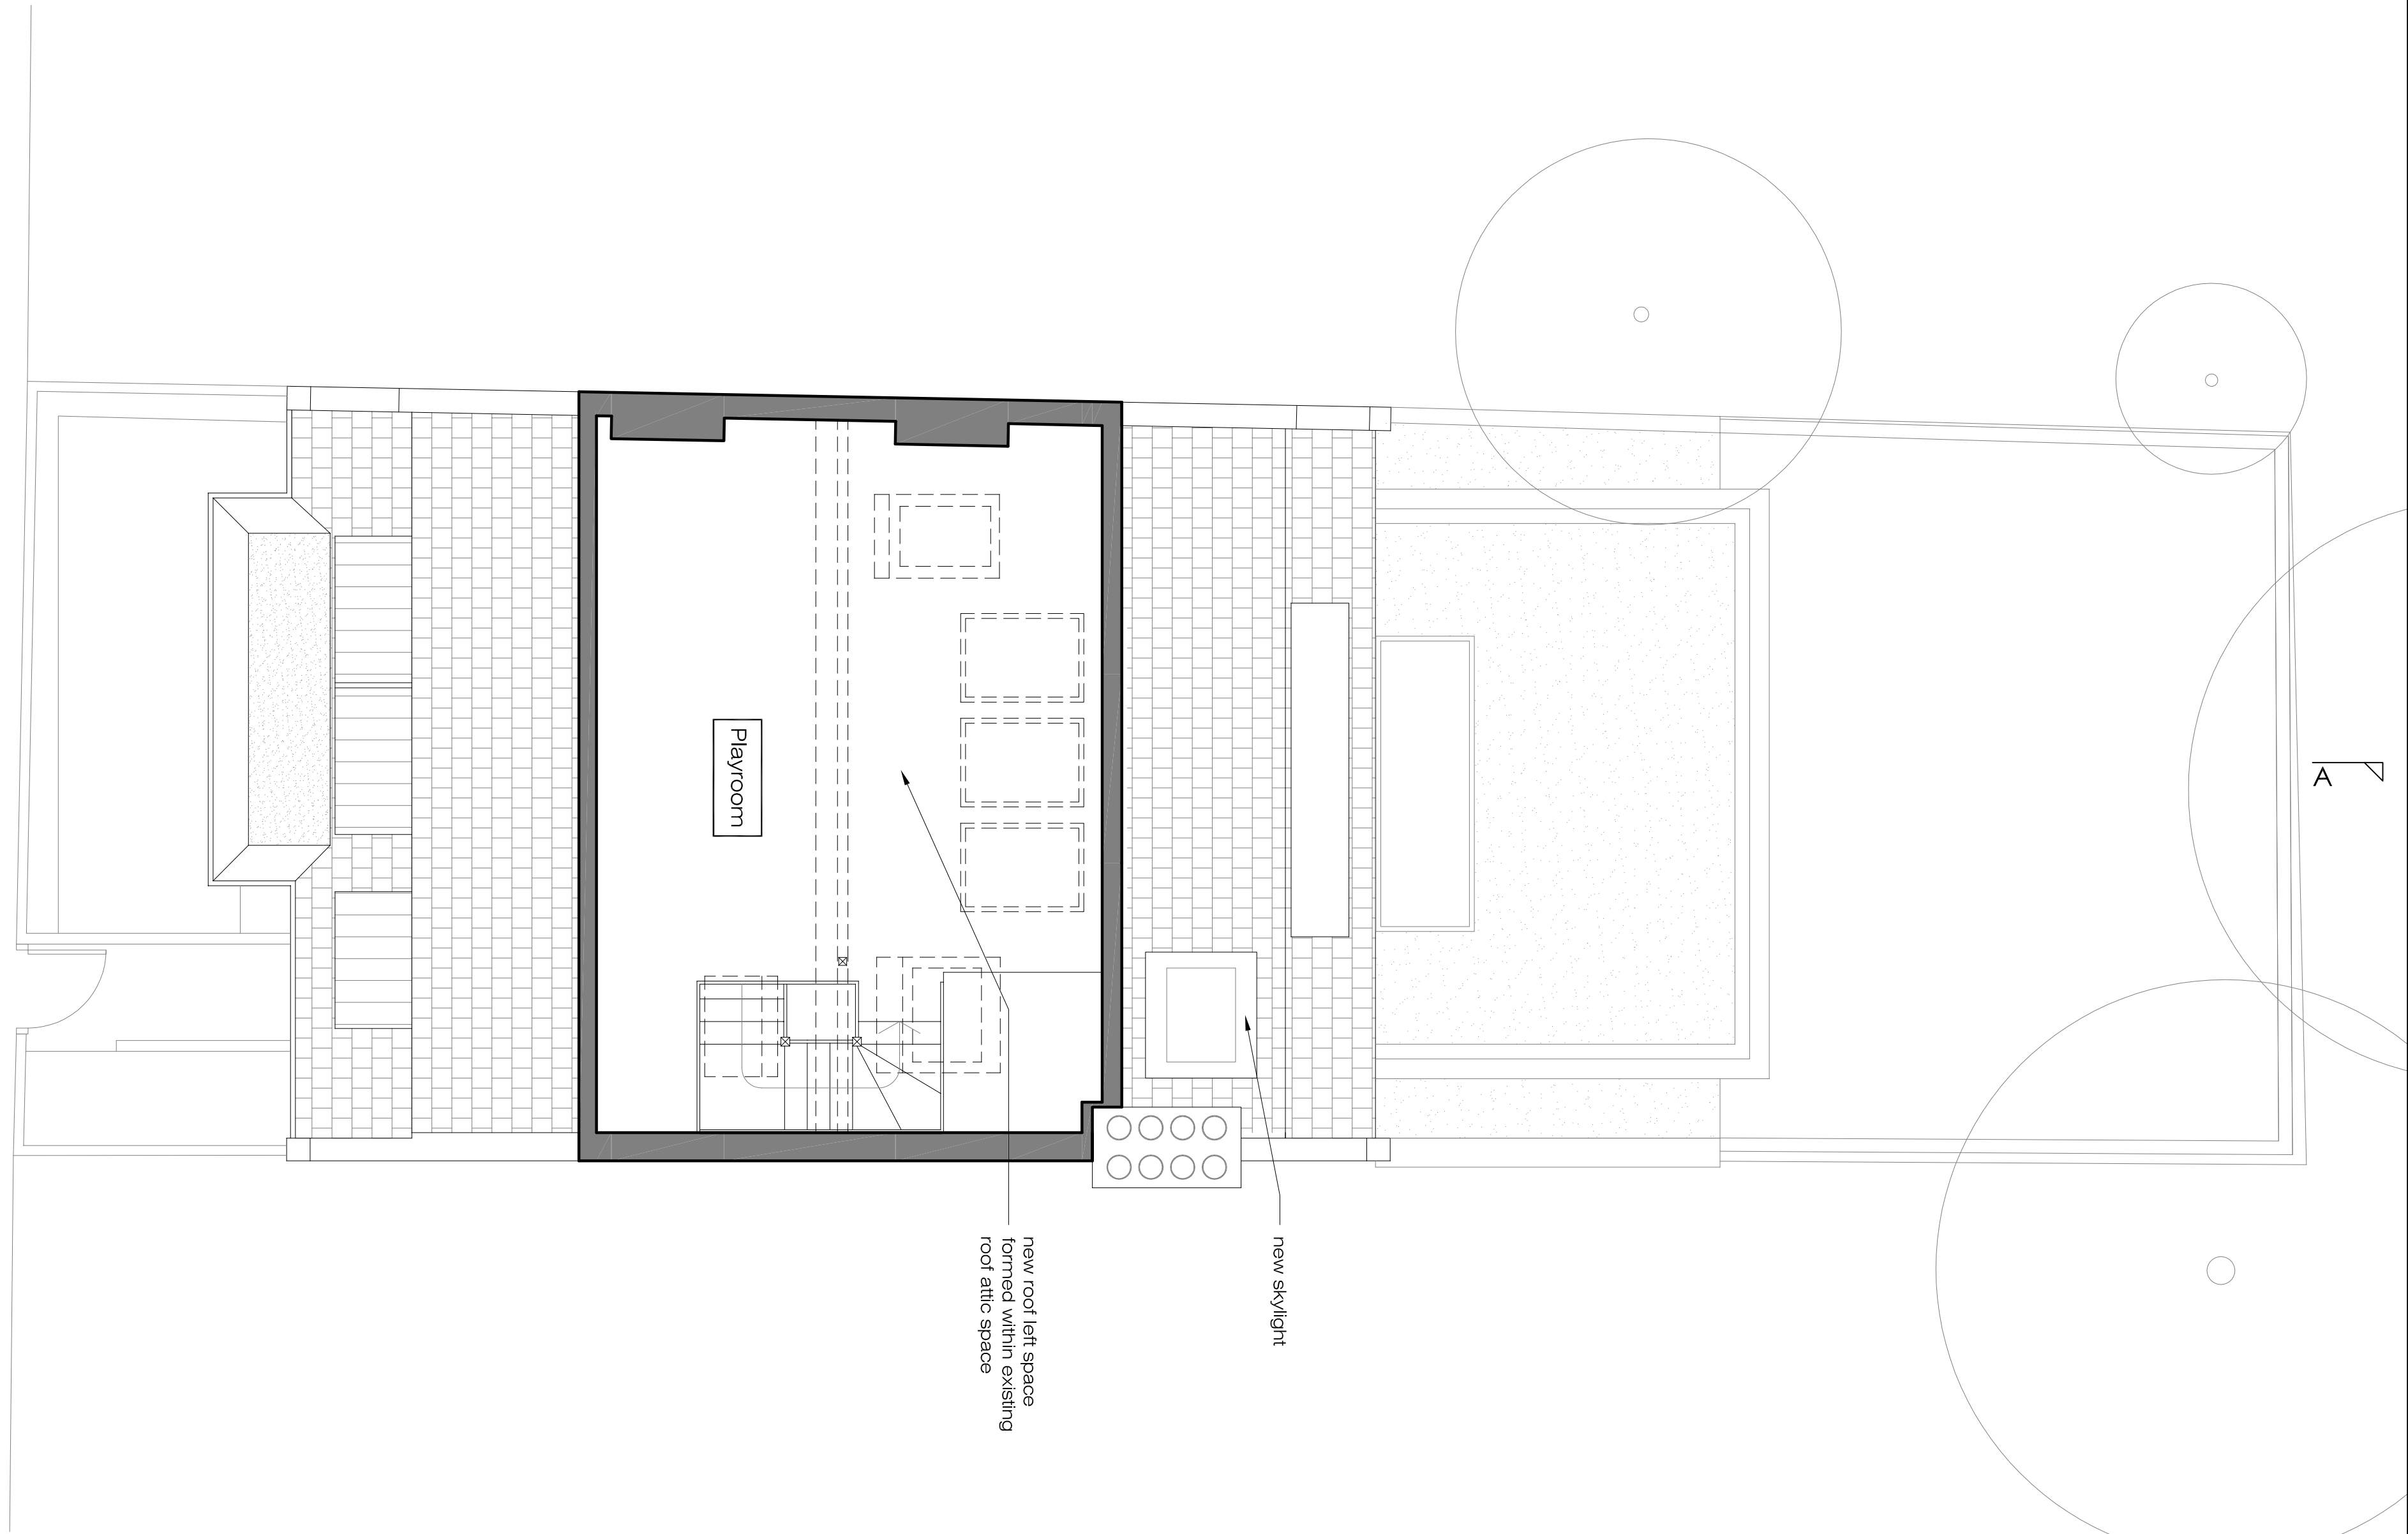 Playroom
new roof left space
formed within existing
roof attic space
new skylight
A